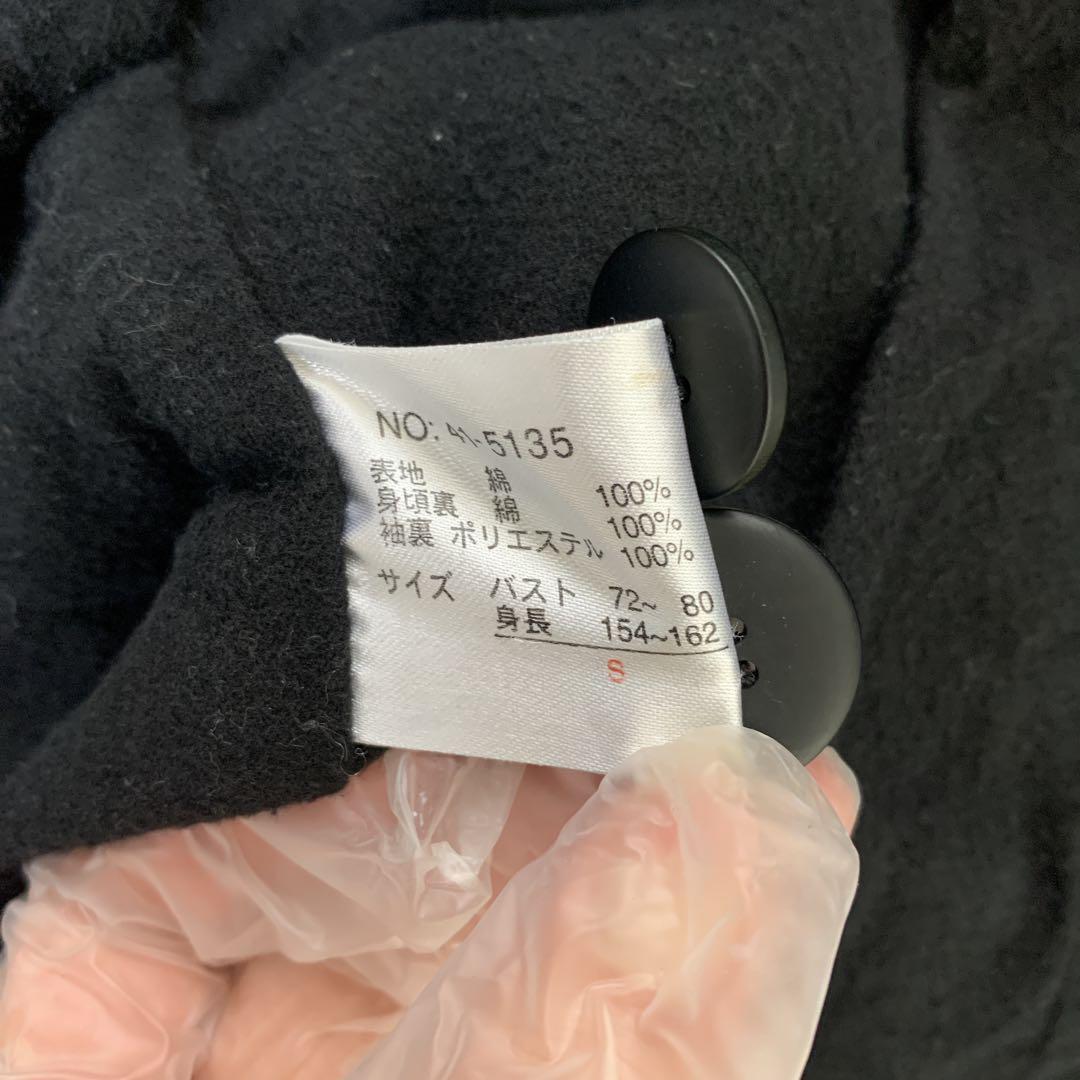 NO: 41-5135
表地 綿 100%
身頃裏 綿 100%
袖裏 ポリエステル 100%
サイズ バスト 72~ 80
身長 154~162
S